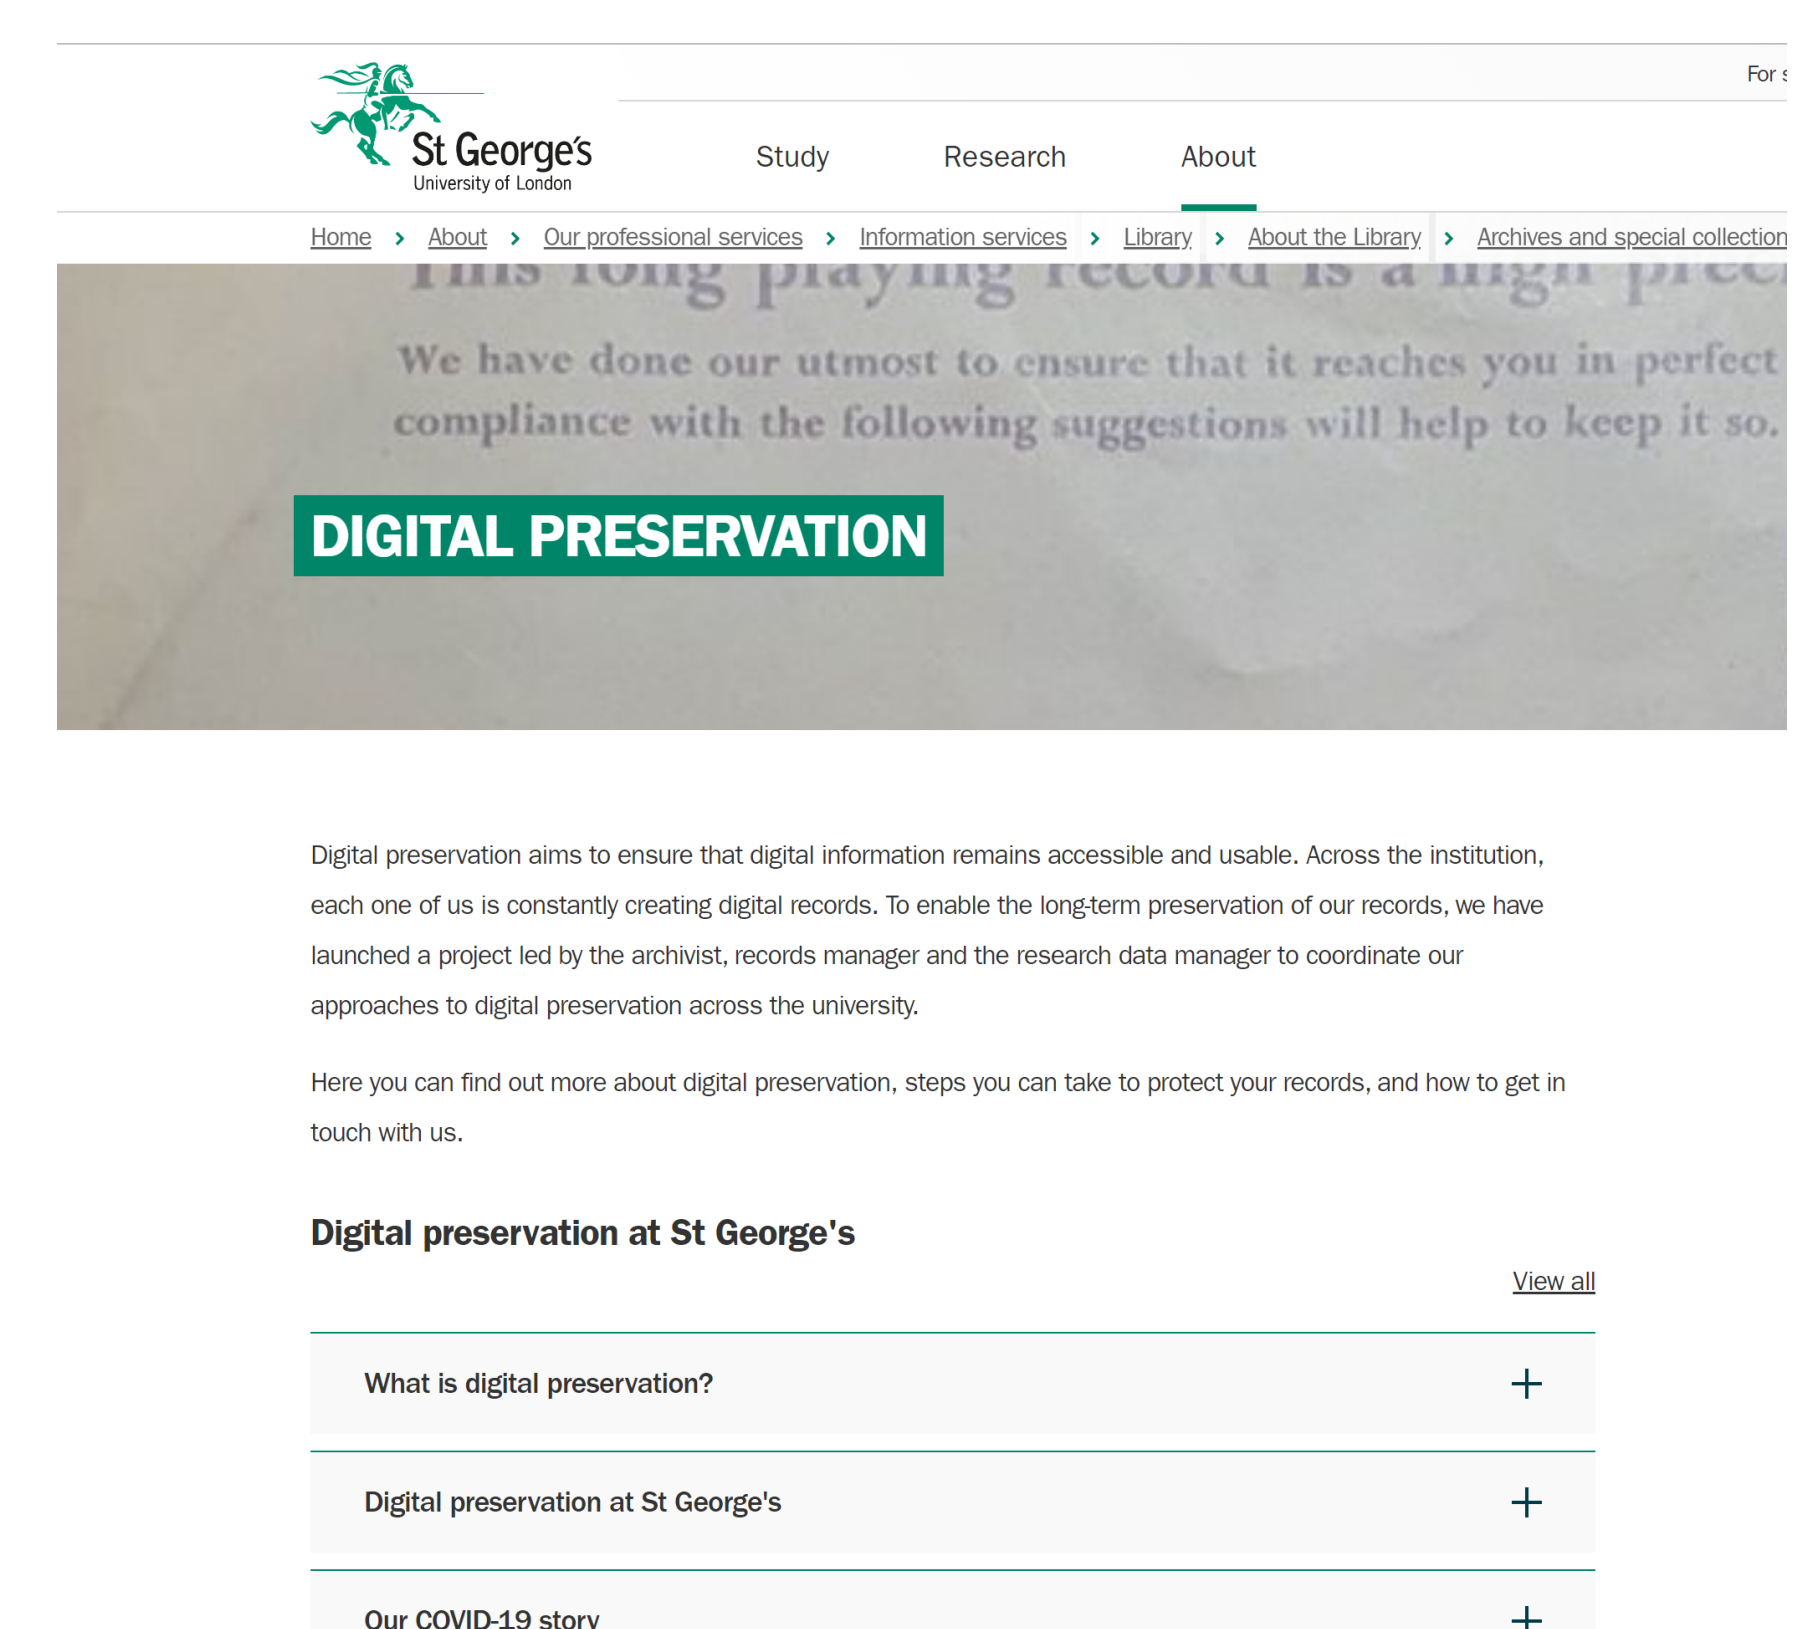 For
St George's
University of London
Study
Research
About
Home > About > Our professional services > Information services > Library > About the Library > Archives and special collection
This long playing record is a high
We have done our utmost to ensure that it reaches you in perfect
compliance with the following suggestions will help to keep it so.
DIGITAL PRESERVATION
Digital preservation aims to ensure that digital information remains accessible and usable. Across the institution,
each one of us is constantly creating digital records. To enable the long-term preservation of our records, we have
launched a project led by the archivist, records manager and the research data manager to coordinate our
approaches to digital preservation across the university.
Here you can find out more about digital preservation, steps you can take to protect your records, and how to get in
touch with us.
Digital preservation at St George's
View all
What is digital preservation?
Digital preservation at St George's
Our COVID-19 story